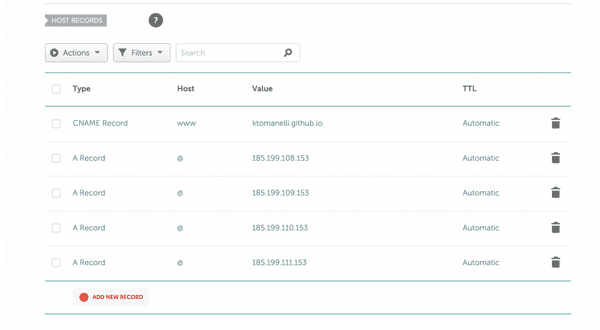 HOST RECORDS ?
Actions Filters Search
Type Host Value TTL
CNAME Record www ktomanelli.github.io. Automatic
A Record @ 185.199.108.153 Automatic
A Record @ 185.199.109.153 Automatic
A Record @ 185.199.110.153 Automatic
A Record @ 185.199.111.153 Automatic
ADD NEW RECORD